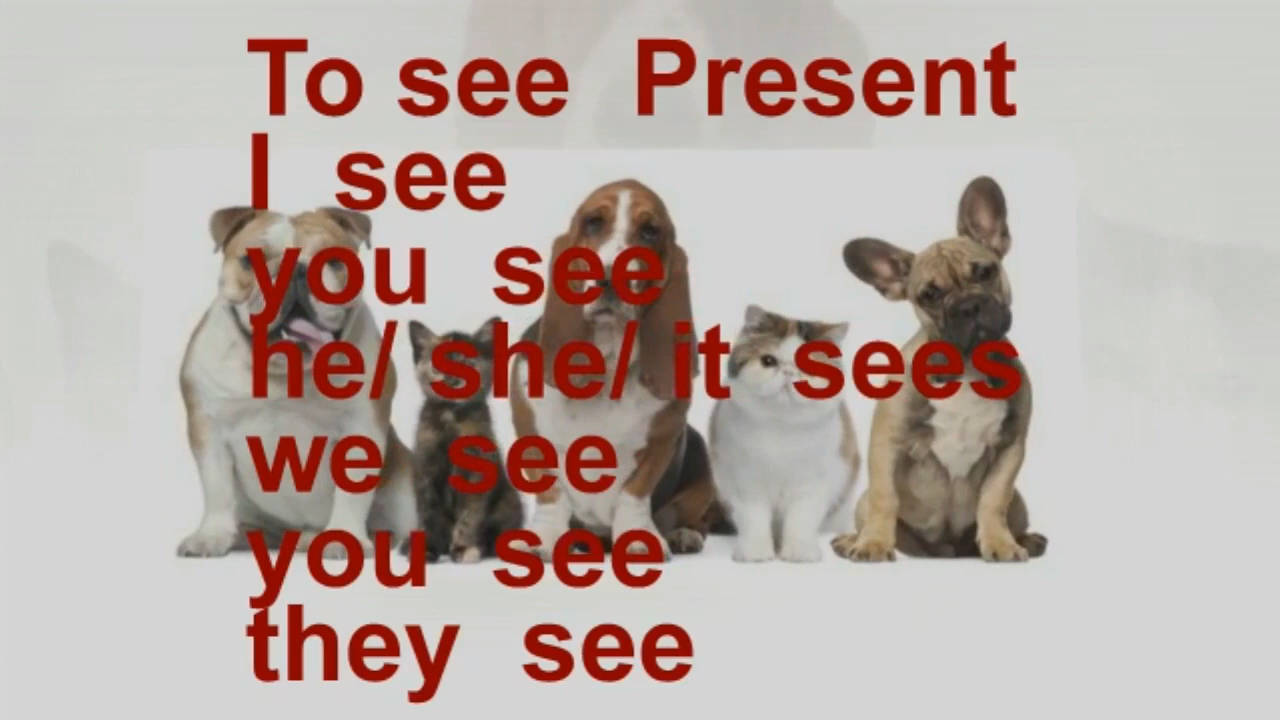 To see Present
I see
you see
he/ she/ it sees
we see
you see
they see